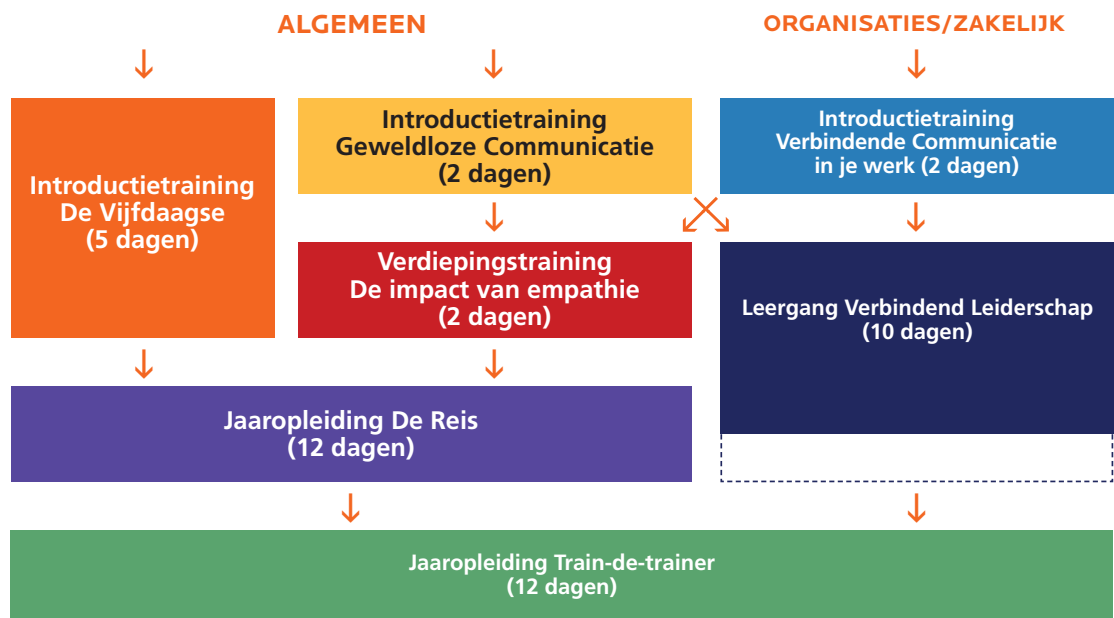 ALGEMEEN
ORGANISATIES/ZAKELIJK
Introductietraining
De Vijfdaagse
(5 dagen)
Introductietraining
Geweldloze Communicatie
(2 dagen)
Introductietraining
Verbindende Communicatie
in je werk (2 dagen)
Verdiepingstraining
De impact van empathie
(2 dagen)
Leergang Verbindend Leiderschap
(10 dagen)
Jaaropleiding De Reis
(12 dagen)
Jaaropleiding Train-de-trainer
(12 dagen)